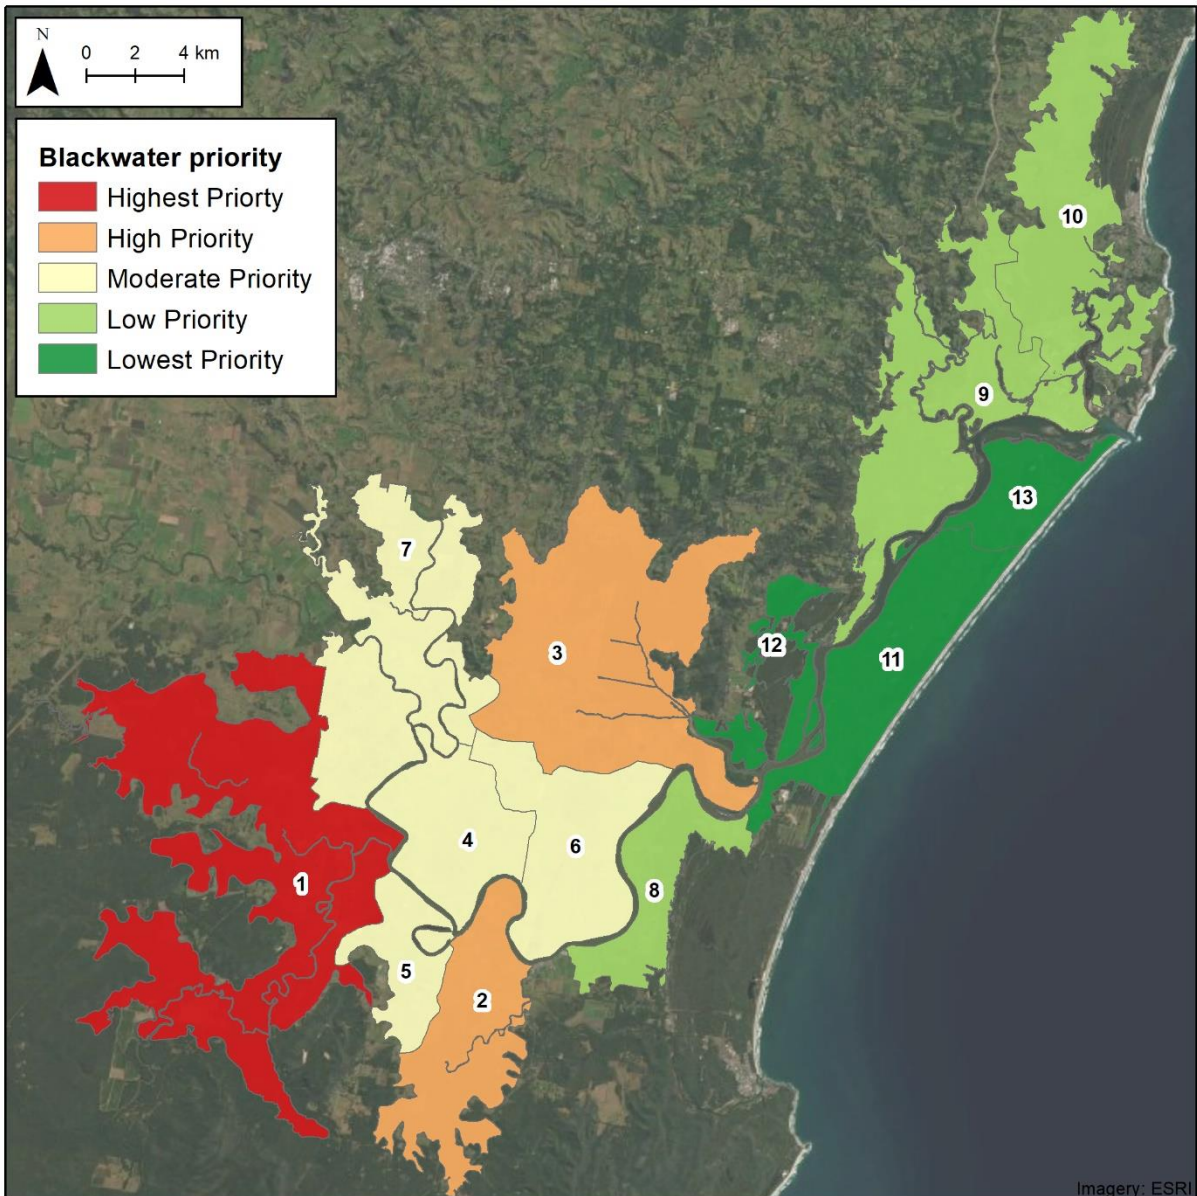 N
0 2 4 km
Blackwater priority
Highest Priorty
High Priority
Moderate Priority
Low Priority
Lowest Priority
10
9
13
7
12
3
11
4
6
1
8
5
2
Imagery: ESRI